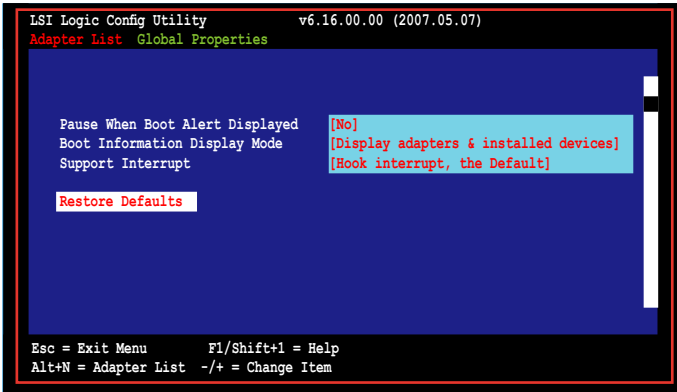 LSI Logic Config Utility v6.16.00.00 (2007.05.07)
Adapter List Global Properties
Pause When Boot Alert Displayed [No]
Boot Information Display Mode [Display adapters & installed devices]
Support Interrupt [Hook interrupt, the Default]
Restore Defaults
Esc = Exit Menu F1/Shift+1 = Help
Alt+N = Adapter List -/+ = Change Item